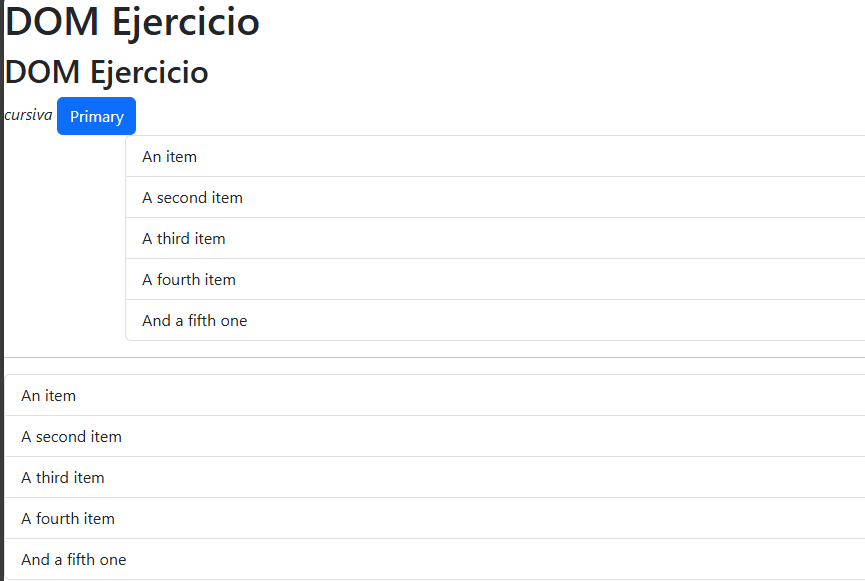 DOM Ejercicio
DOM Ejercicio
cursiva Primary
An item
A second item
A third item
A fourth item
And a fifth one
An item
A second item
A third item
A fourth item
And a fifth one